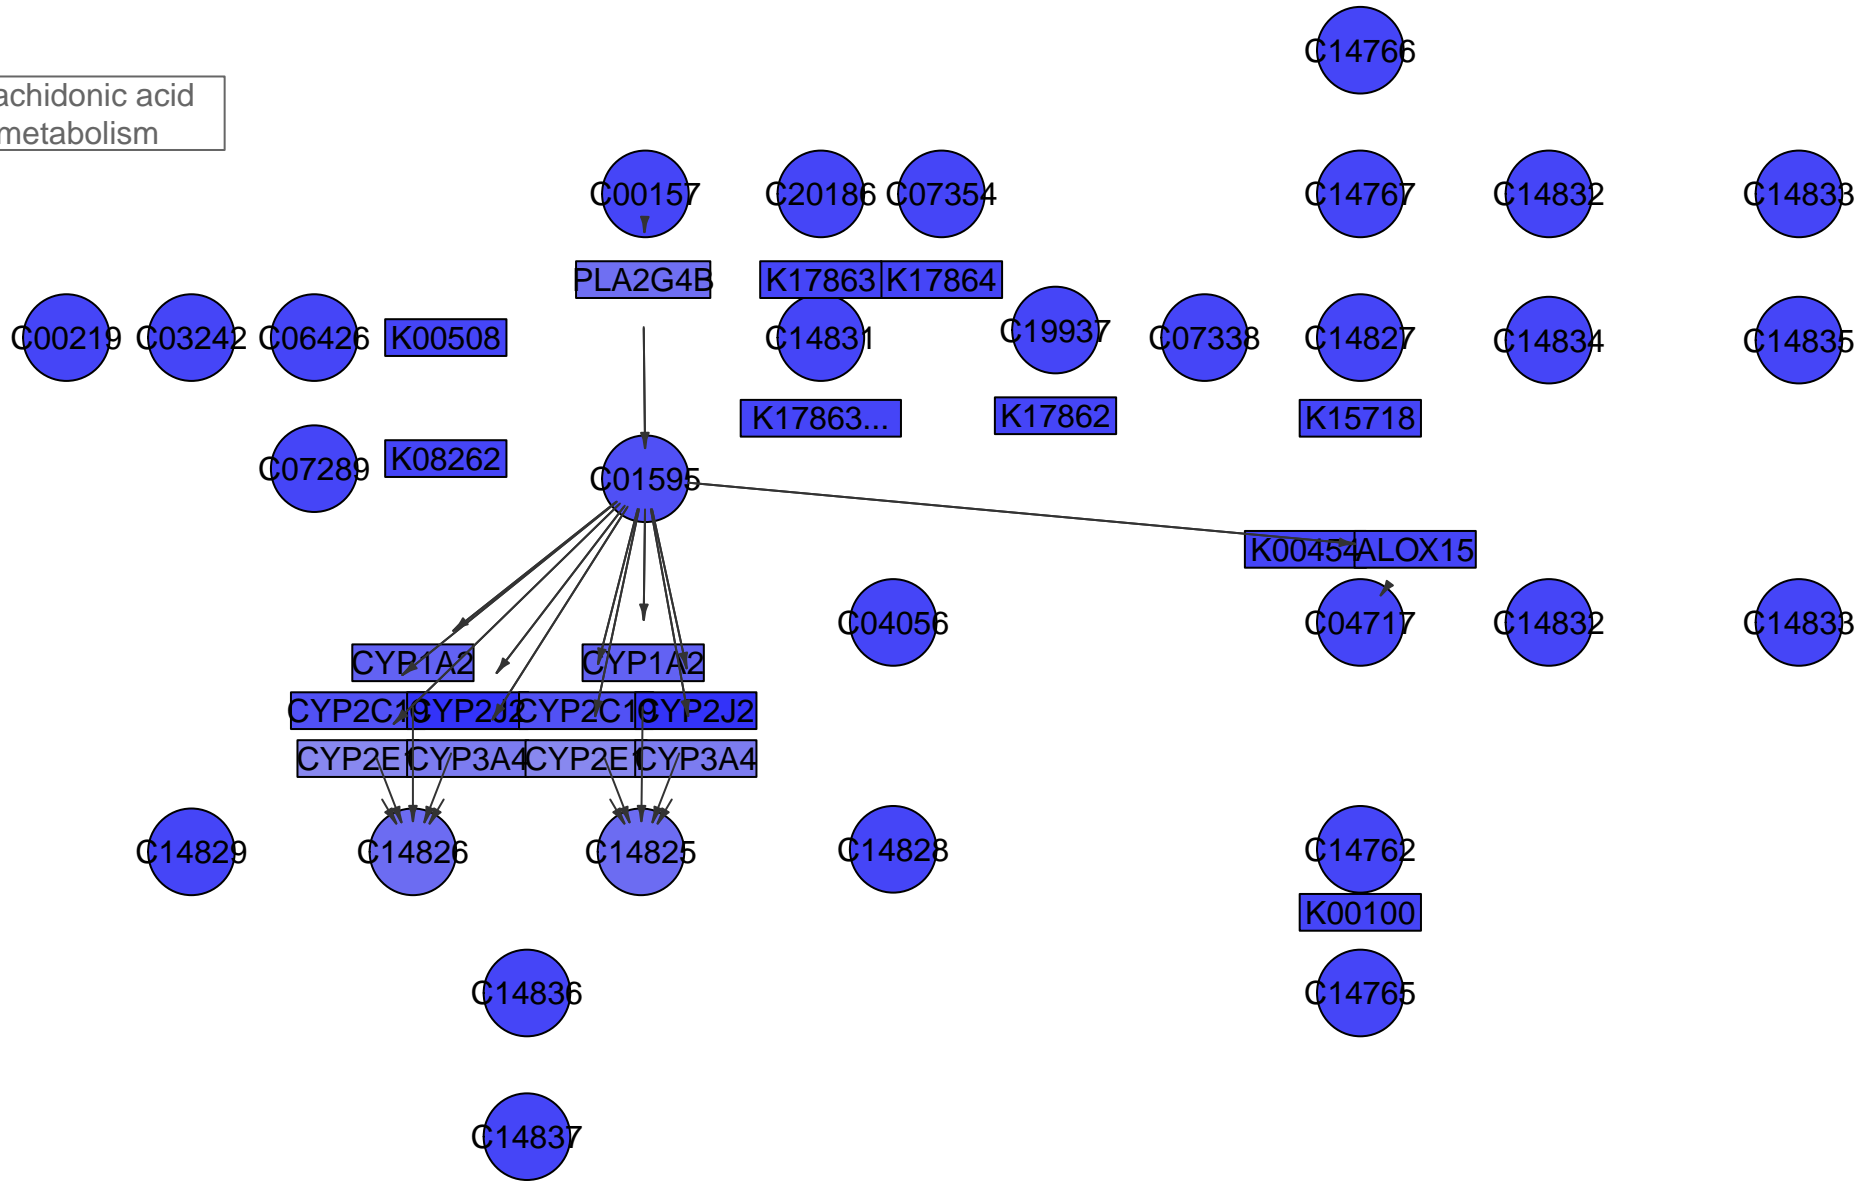 C14766
achidonic acid
metabolism
C00157
C20186
C07354
C14767
C14832
C14833
PLA2G4B
K17863
K17864
C00219
C03242
C06426
K00508
C14831
C19937
C07338
C14827
C14834
C14835
K17863...
K17862
K15718
C07289
K08262
C01595
K00454
ALOX15
C04056
C04717
C14832
C14833
CYP1A2
CYP1A2
CYP2C19
CYP2J2
CYP2C19
CYP2J2
CYP2E1
CYP3A4
CYP2E1
CYP3A4
C14829
C14826
C14825
C14828
C14762
K00100
C14836
C14765
C14837